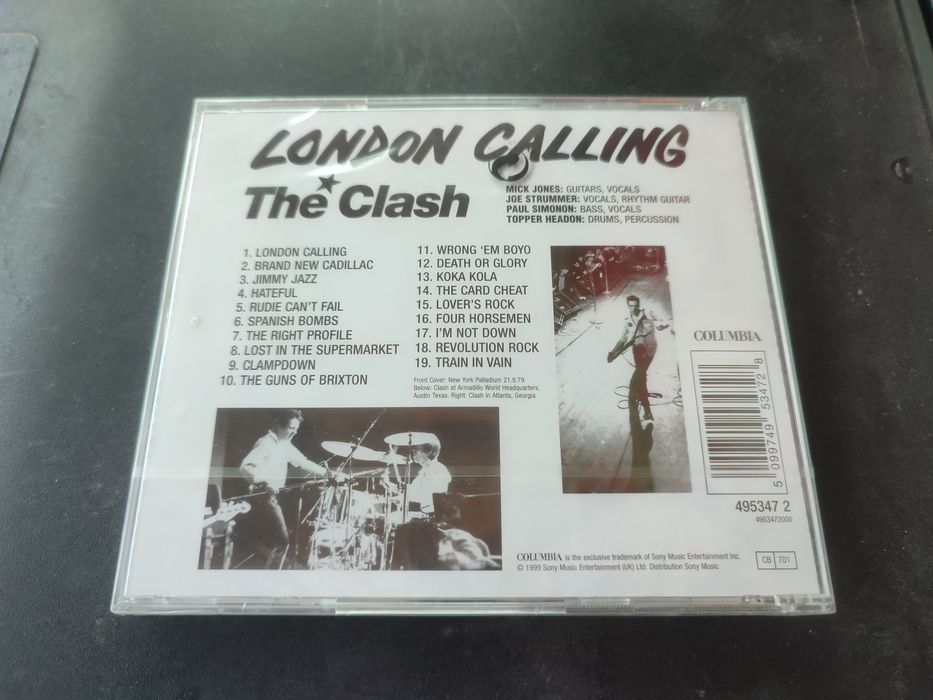 LONDON CALLING
The Clash
MICK JONES: GUITARS, VOCALS
JOE STRUMMER: VOCALS, RHYTHM GUITAR
PAUL SIMONON: BASS, VOCALS
TOPPER HEADON: DRUMS, PERCUSSION
1. LONDON CALLING
2. BRAND NEW CADILLAC
3. JIMMY JAZZ
4. HATEFUL
5. RUDIE CAN'T FAIL
6. SPANISH BOMBS
7. THE RIGHT PROFILE
8. LOST IN THE SUPERMARKET
9. CLAMPDOWN
10. THE GUNS OF BRIXTON
11. WRONG 'EM BOYO
12. DEATH OR GLORY
13. KOKA KOLA
14. THE CARD CHEAT
15. LOVER'S ROCK
16. FOUR HORSEMEN
17. I'M NOT DOWN
18. REVOLUTION ROCK
19. TRAIN IN VAIN
Front Cover: New York Palladium 21.9.79
Below: Clash at Armadillo World Headquarters,
Austin Texas. Right: Clash in Atlanta, Georgia
COLUMBIA
5 099749 534728
495347 2
4953472000
COLUMBIA is the exclusive trademark of Sony Music Entertainment Inc.
© 1999 Sony Music Entertainment (UK) Ltd. Distribution Sony Music
CB 701